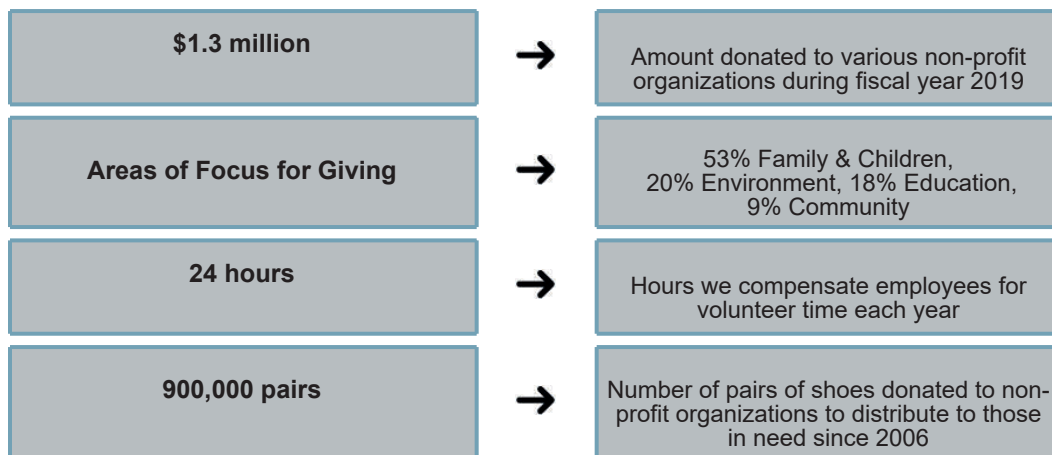 $1.3 million
Amount donated to various non-profit
organizations during fiscal year 2019
Areas of Focus for Giving
53% Family & Children,
20% Environment, 18% Education,
9% Community
24 hours
Hours we compensate employees for
volunteer time each year
900,000 pairs
Number of pairs of shoes donated to non-
profit organizations to distribute to those
in need since 2006